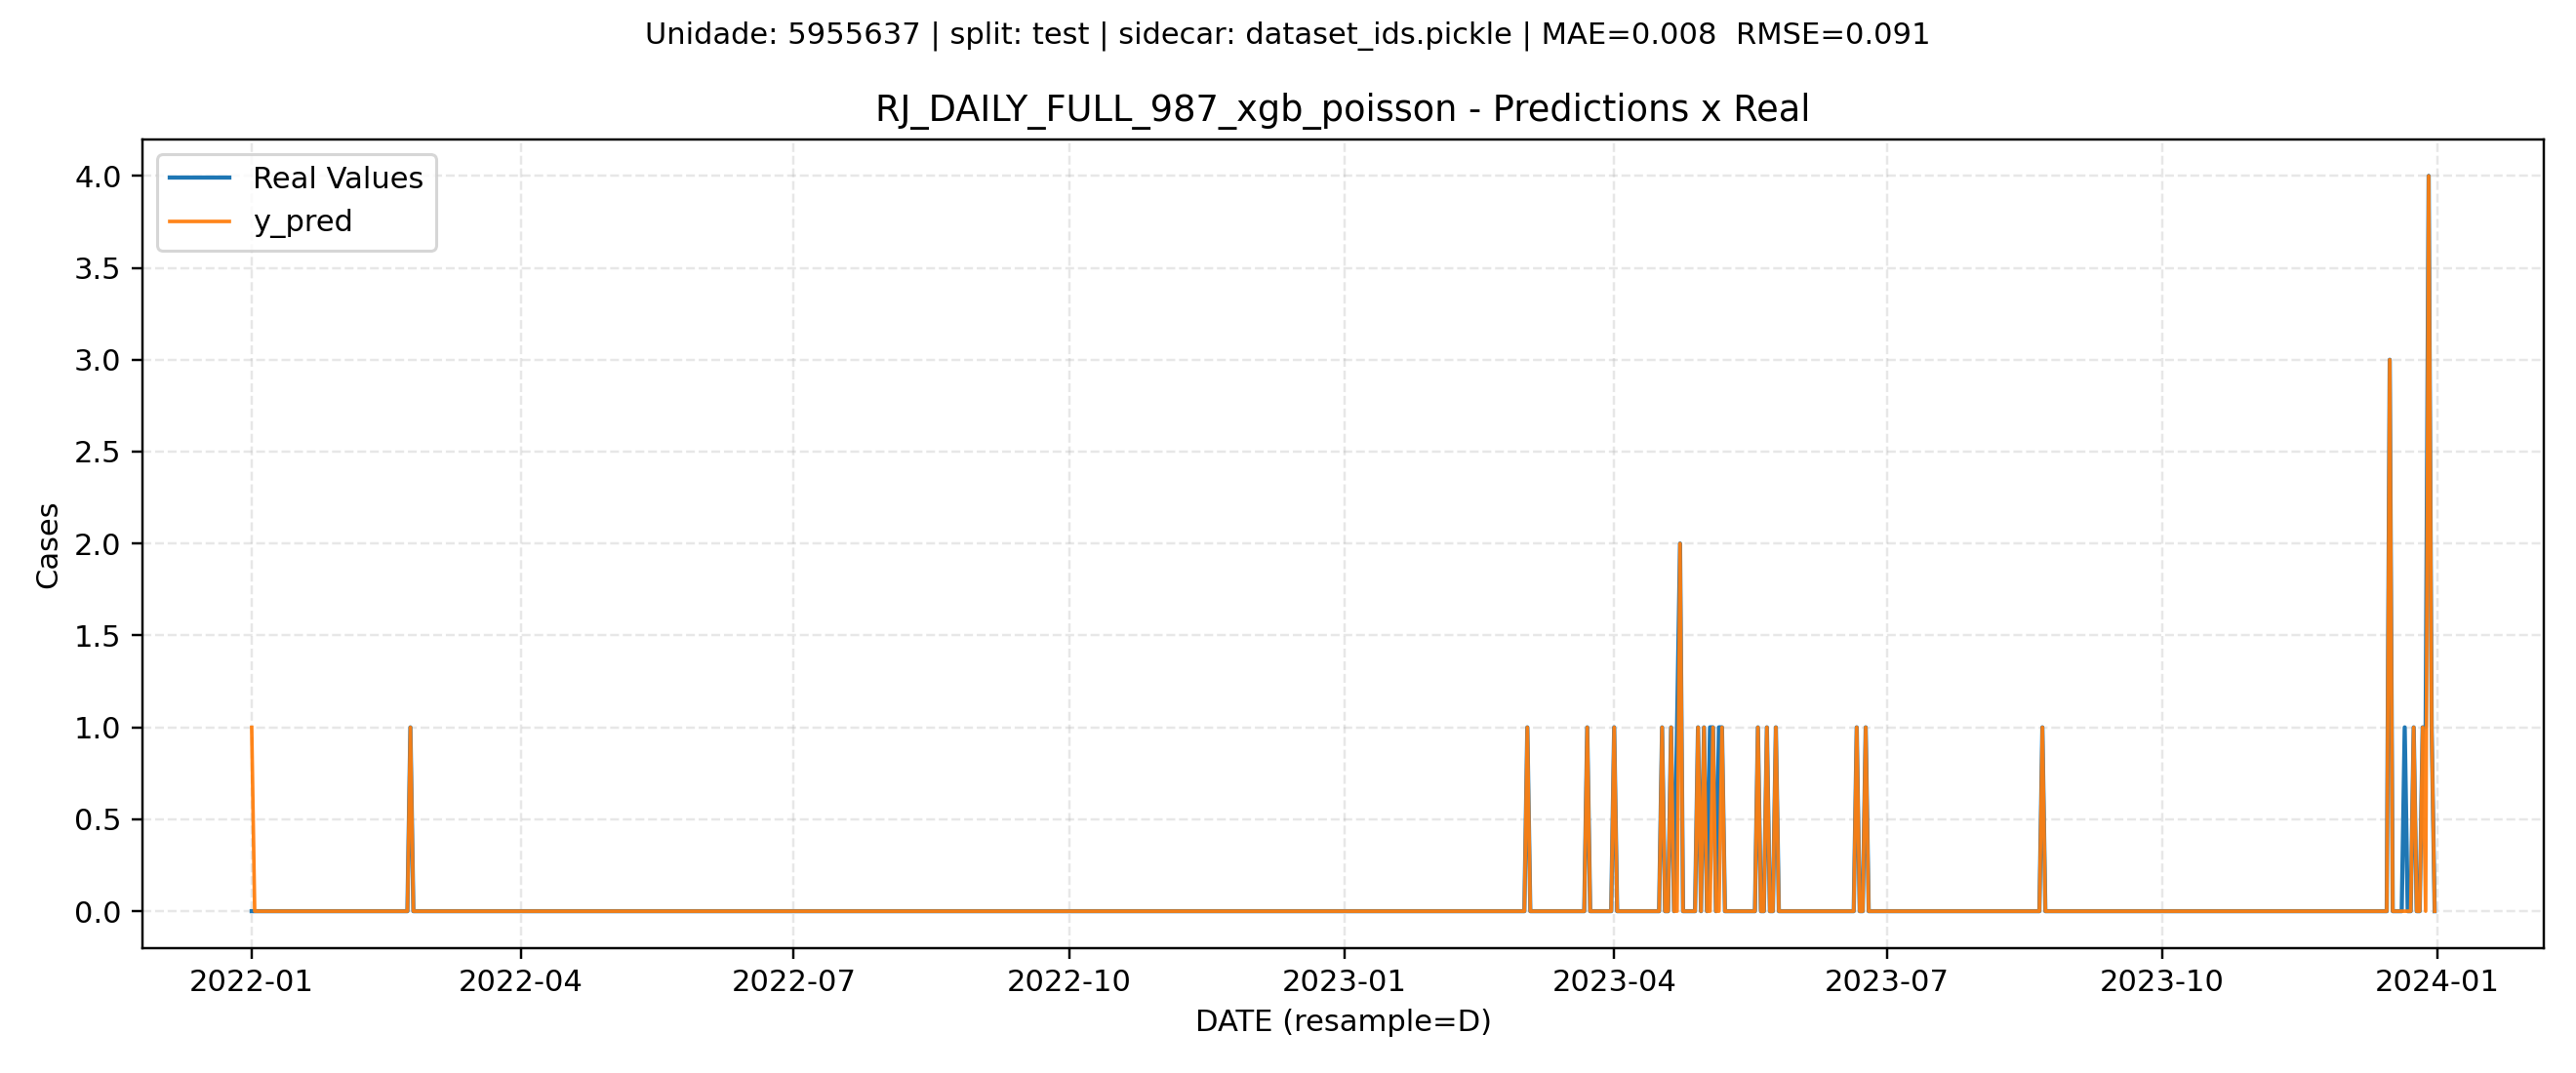 Unidade: 5955637 | split: test | sidecar: dataset_ids.pickle | MAE=0.008  RMSE=0.091
RJ_DAILY_FULL_987_xgb_poisson - Predictions x Real
Real Values
y_pred
4.0
3.5
3.0
2.5
2.0
1.5
1.0
0.5
0.0
Cases
2022-01 2022-04 2022-07 2022-10 2023-01 2023-04 2023-07 2023-10 2024-01
DATE (resample=D)